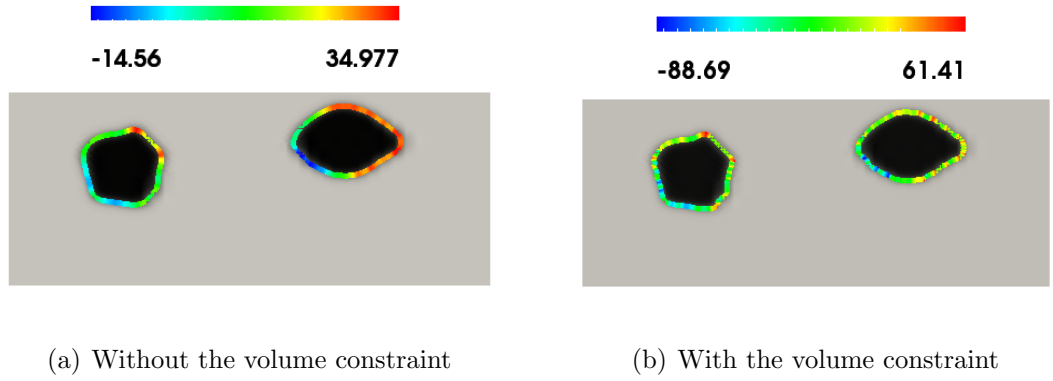 -14.56 34.977
-88.69 61.41
(a) Without the volume constraint
(b) With the volume constraint